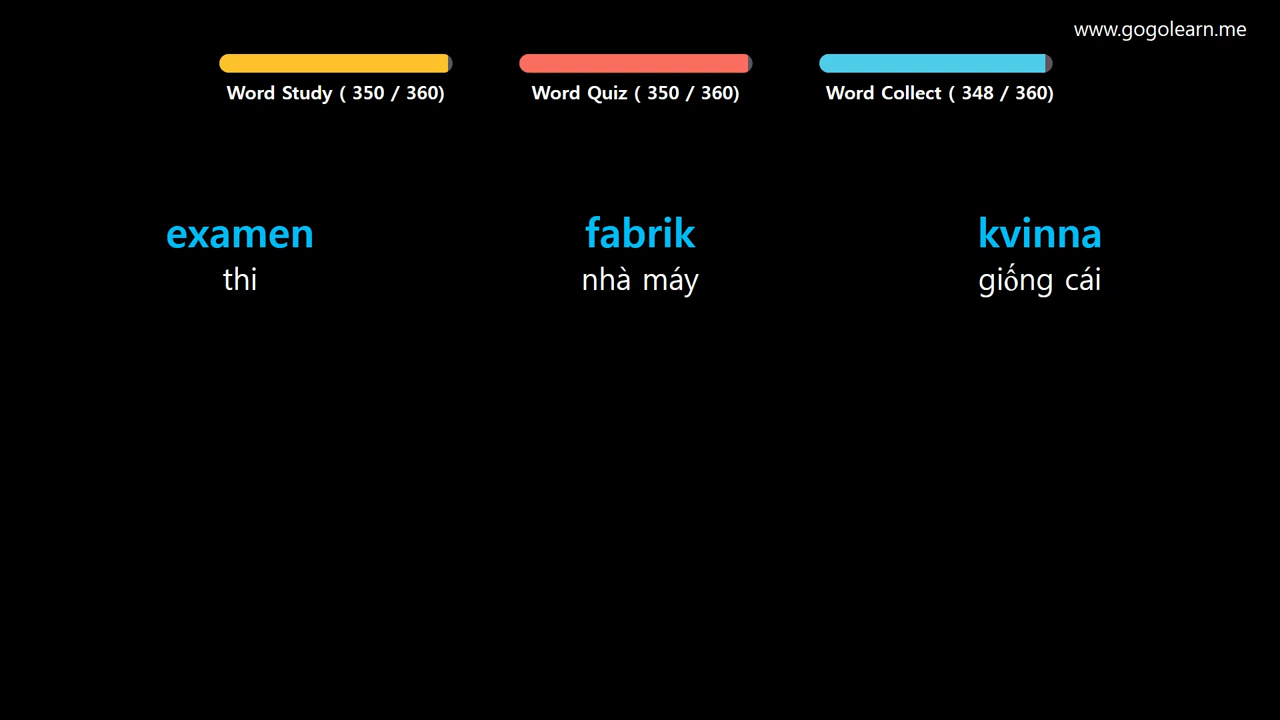 www.gogolearn.me
Word Study ( 350 / 360)
Word Quiz ( 350 / 360)
Word Collect ( 348 / 360)
examen
thi
fabrik
nhà máy
kvinna
giống cái